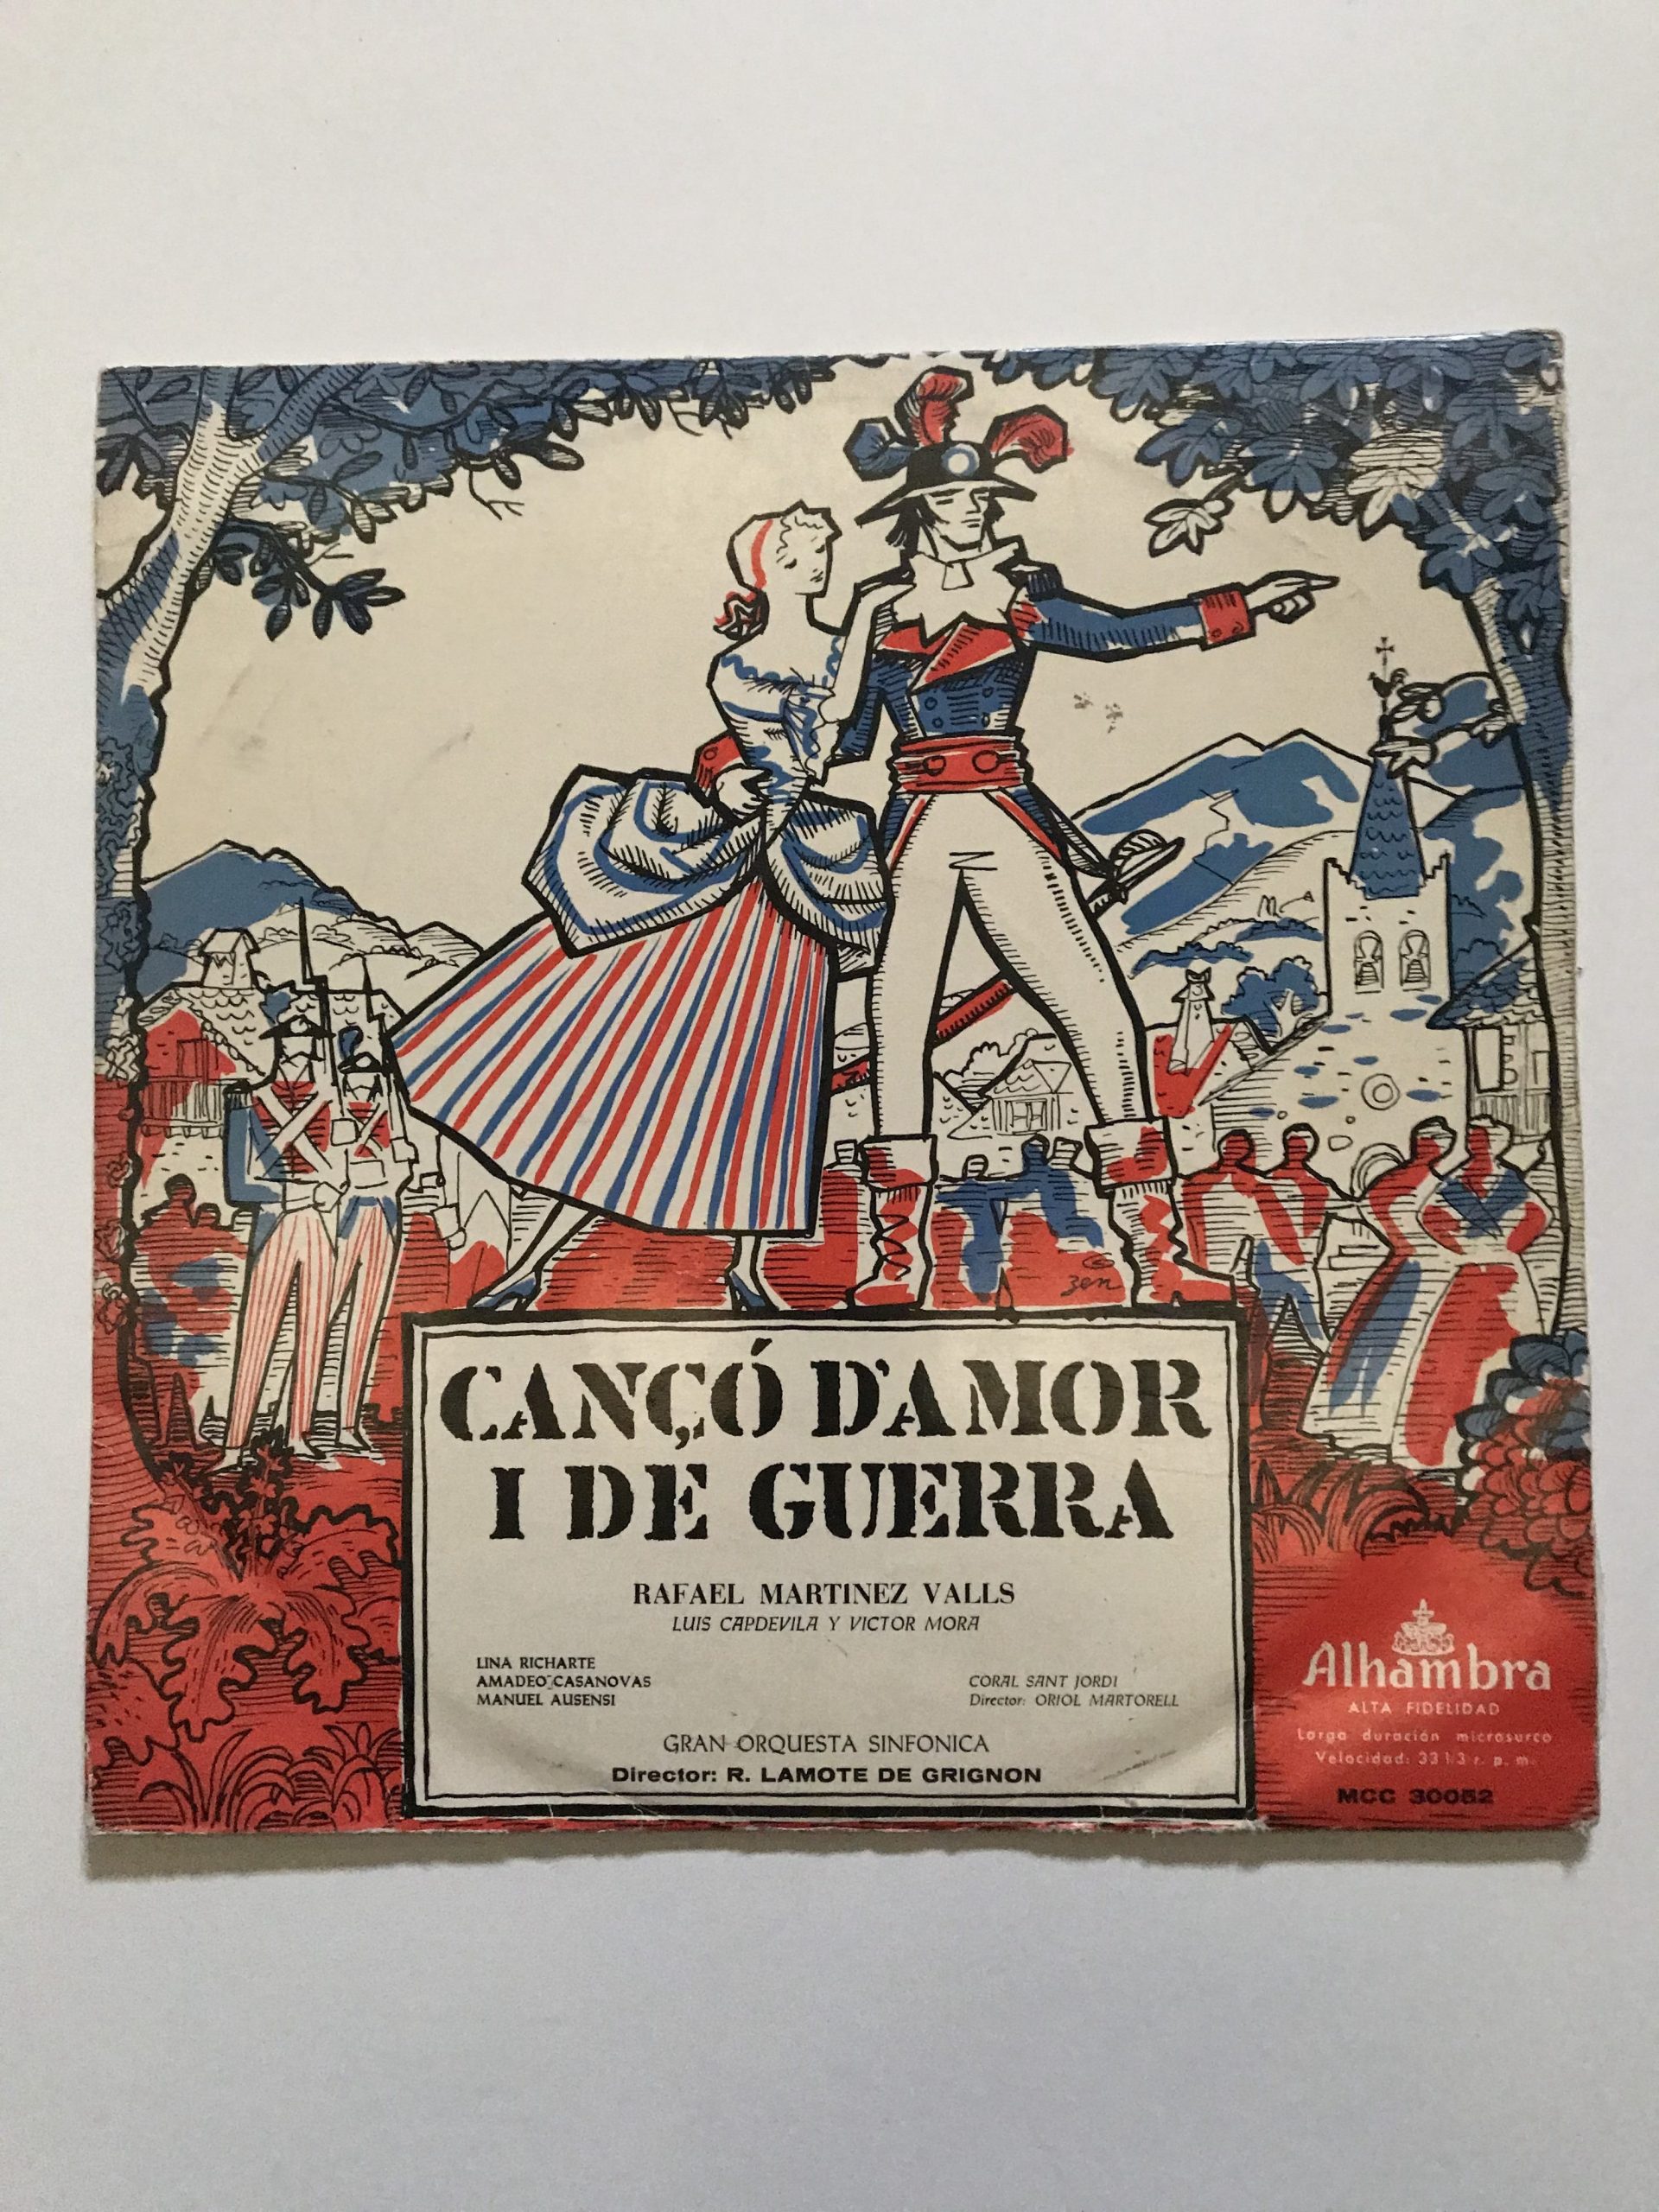 zen
CANÇÓ D'AMOR
I DE GUERRA
RAFAEL MARTINEZ VALLS
LUIS CAPDEVILA Y VICTOR MORA
LINA RICHARTE
AMADEO CASANOVAS
MANUEL AUSENSI
CORAL SANT JORDI
Director: ORIOL MARTORELL
GRAN ORQUESTA SINFONICA
Director: R. LAMOTE DE GRIGNON
Alhambra
ALTA FIDELIDAD
Larga duración microsurco
Velocidad: 33 1/3 r. p. m.
MCC 30052